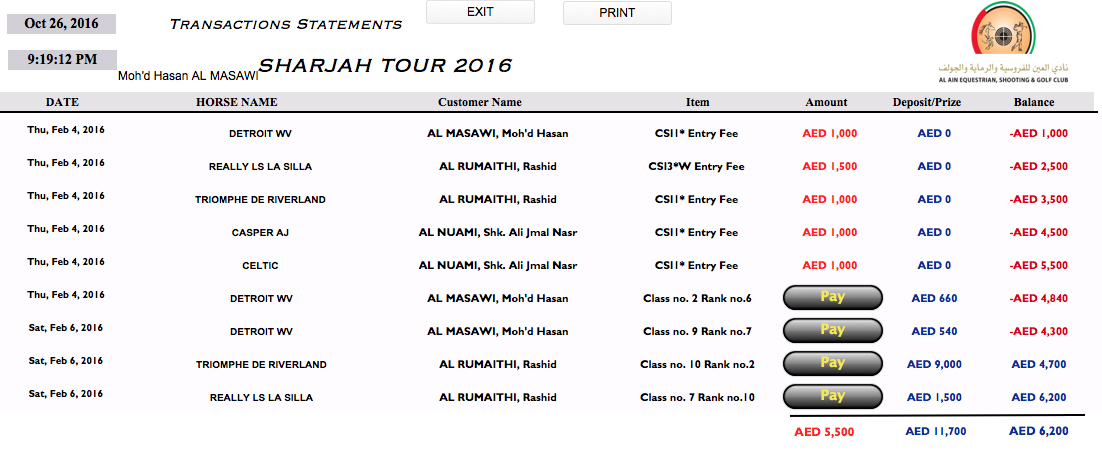 Oct 26, 2016
TRANSACTIONS STATEMENTS
EXIT
PRINT
9:19:12 PM
Moh'd Hasan AL MASAWI
SHARJAH TOUR 2016
نادي العين للفروسية والرماية والجولف
AL AIN EQUESTRIAN, SHOOTING & GOLF CLUB
DATE HORSE NAME Customer Name Item Amount Deposit/Prize Balance
Thu, Feb 4, 2016 DETROIT WV AL MASAWI, Moh'd Hasan CSI1* Entry Fee AED 1,000 AED 0 -AED 1,000
Thu, Feb 4, 2016 REALLY LS LA SILLA AL RUMAITHI, Rashid CSI3*W Entry Fee AED 1,500 AED 0 -AED 2,500
Thu, Feb 4, 2016 TRIOMPHE DE RIVERLAND AL RUMAITHI, Rashid CSI1* Entry Fee AED 1,000 AED 0 -AED 3,500
Thu, Feb 4, 2016 CASPER AJ AL NUAMI, Shk. Ali Jmal Nasr CSI1* Entry Fee AED 1,000 AED 0 -AED 4,500
Thu, Feb 4, 2016 CELTIC AL NUAMI, Shk. Ali Jmal Nasr CSI1* Entry Fee AED 1,000 AED 0 -AED 5,500
Thu, Feb 4, 2016 DETROIT WV AL MASAWI, Moh'd Hasan Class no. 2 Rank no.6 Pay AED 660 -AED 4,840
Sat, Feb 6, 2016 DETROIT WV AL MASAWI, Moh'd Hasan Class no. 9 Rank no.7 Pay AED 540 -AED 4,300
Sat, Feb 6, 2016 TRIOMPHE DE RIVERLAND AL RUMAITHI, Rashid Class no. 10 Rank no.2 Pay AED 9,000 AED 4,700
Sat, Feb 6, 2016 REALLY LS LA SILLA AL RUMAITHI, Rashid Class no. 7 Rank no.10 Pay AED 1,500 AED 6,200
AED 5,500 AED 11,700 AED 6,200